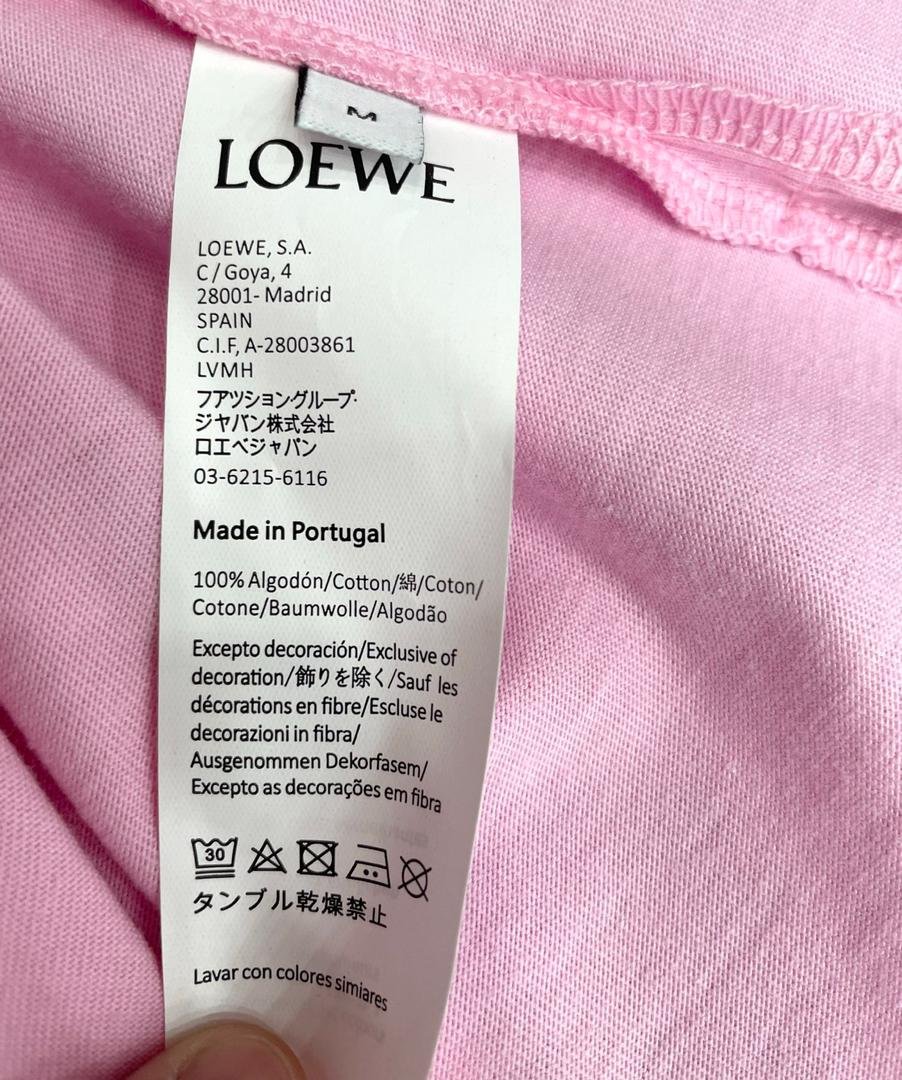 M
LOEWE
LOEWE, S.A.
C/Goya, 4
28001- Madrid
SPAIN
C.I.F, A-28003861
LVMH
フアツショングループ·
ジヤバン株式会社
ロエベジャパン
03-6215-6116
Made in Portugal
100% Algodón/Cotton/綿/Coton/
Cotone/Baumwolle/Algodão
Excepto decoración/Exclusive of
decoration/飾りを除く/Sauf les
décorations en fibre/Escluse le
decorazioni in fibra/
Ausgenommen Dekorfasem/
Excepto as decorações em fibra
30
タンブル乾燥禁止
Lavar con colores simiares